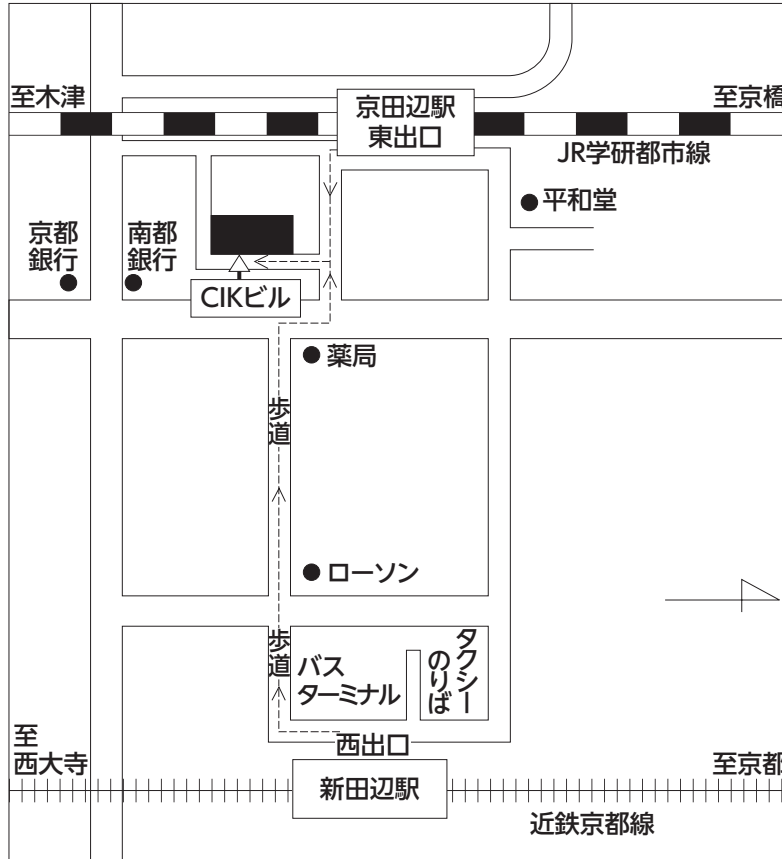 至木津
京田辺駅
東出口
至京橋
JR学研都市線
平和堂
京都
銀行
南都
銀行
CIKビル
薬局
歩道
ローソン
歩道
バス
ターミナル
タクシー
のりば
西出口
至
西大寺
新田辺駅
至京都
近鉄京都線